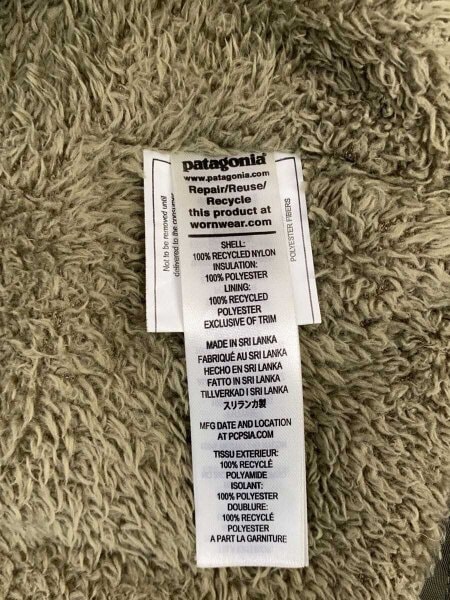 patagonia®
www.patagonia.com
Repair/Reuse/
Recycle
this product at
wornwear.com
SHELL:
100% RECYCLED NYLON
INSULATION:
100% POLYESTER
LINING:
100% RECYCLED
POLYESTER
EXCLUSIVE OF TRIM
MADE IN SRI LANKA
FABRIQUÉ AU SRI LANKA
HECHO EN SRI LANKA
FATTO IN SRI LANKA
TILLVERKAD I SRI LANKA
スリランカ製
MFG DATE AND LOCATION
AT PCPSIA.COM
TISSU EXTERIEUR:
100% RECYCLÉ
POLYAMIDE
ISOLANT:
100% POLYESTER
DOUBLURE:
100% RECYCLÉ
POLYESTER
A PART LA GARNITURE
Not to be removed until
delivered to the consumer
POLYESTER FIBERS